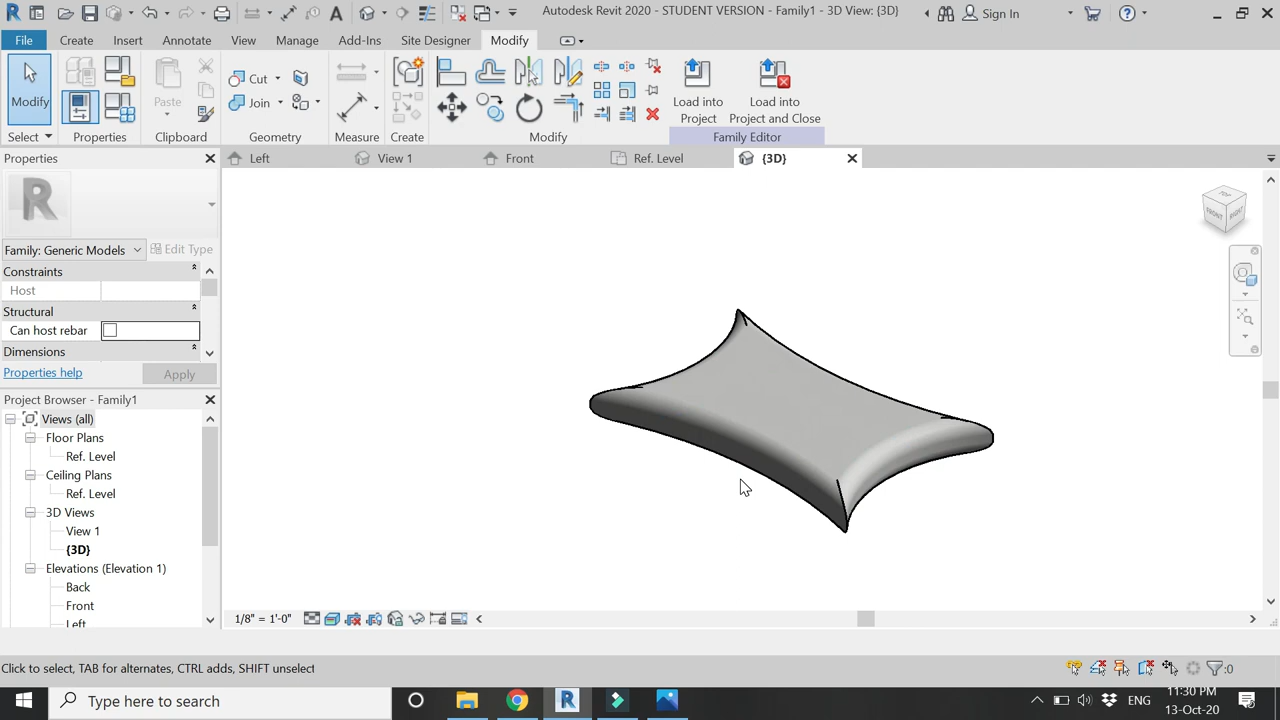 Autodesk Revit 2020 - STUDENT VERSION - Family1 - 3D View: {3D}
Sign In
File Create Insert Annotate View Manage Add-Ins Site Designer Modify
Modify
Paste
Cut
Join
Load into
Project
Load into
Project and Close
Select Properties Clipboard Geometry Measure Create Modify Family Editor
Properties
Left View 1 Front Ref. Level {3D}
R
Family: Generic Models Edit Type
Constraints
Host
Structural
Can host rebar
Dimensions
Properties help Apply
Project Browser - Family1
Views (all)
Floor Plans
Ref. Level
Ceiling Plans
Ref. Level
3D Views
View 1
{3D}
Elevations (Elevation 1)
Back
Front
Left
TOP
FRONT RIGHT
1/8" = 1'-0"
Click to select, TAB for alternates, CTRL adds, SHIFT unselect
:0
Type here to search
ENG
11:30 PM
13-Oct-20